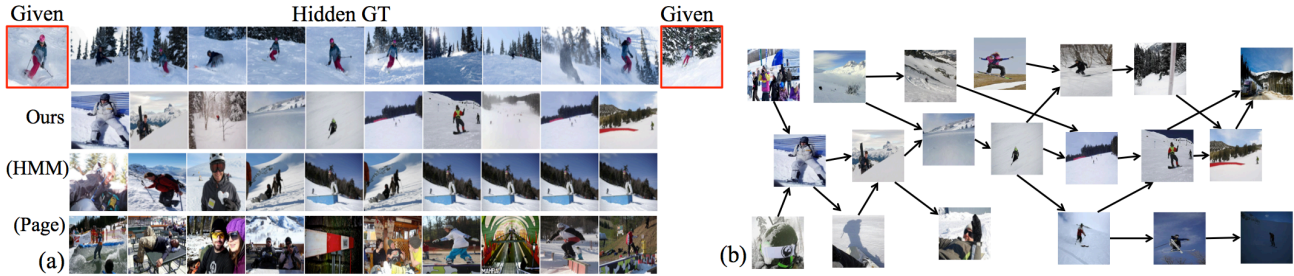 Given
Hidden GT
Given
Ours
(HMM)
(Page)
(a)
(b)